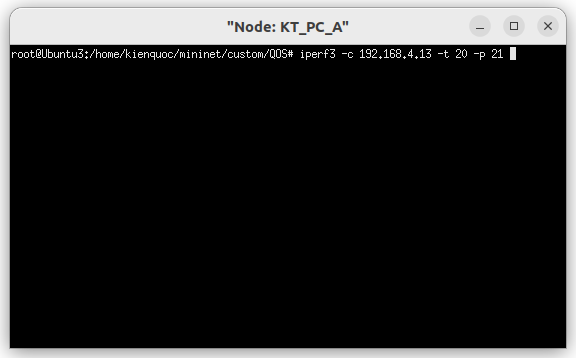 "Node: KT_PC_A"
root@Ubuntu3:/home/kienquoc/mininet/custom/QOS# iperf3 -c 192.168.4.13 -t 20 -p 21